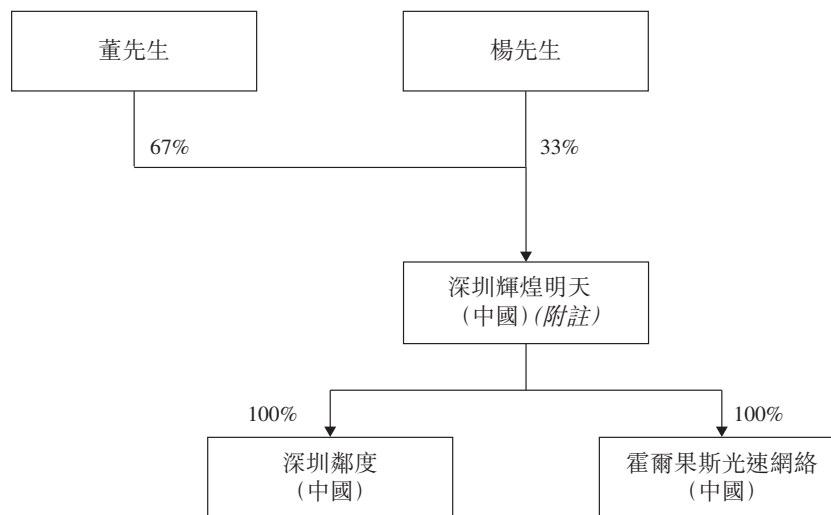 董先生
楊先生
67%
33%
深圳輝煌明天
（中國）(附註）
100%
100%
深圳鄰度
（中國）
霍爾果斯光速網絡
（中國）